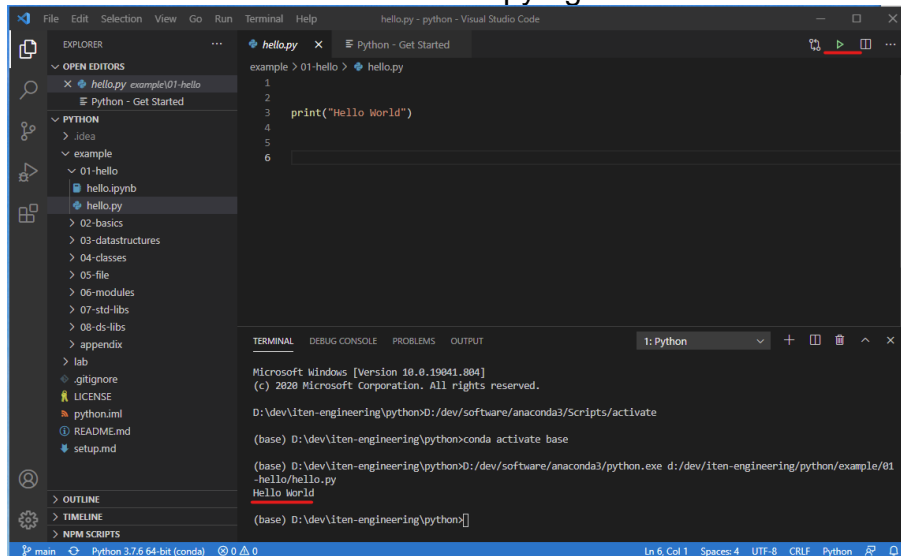 File Edit Selection View Go Run Terminal Help hello.py - python - Visual Studio Code
EXPLORER
OPEN EDITORS
hello.py example\01-hello
Python - Get Started
PYTHON
.idea
example
01-hello
hello.ipynb
hello.py
02-basics
03-datastructures
04-classes
05-file
06-modules
07-std-libs
08-ds-libs
appendix
lab
.gitignore
LICENSE
python.iml
README.md
setup.md
OUTLINE
TIMELINE
NPM SCRIPTS
hello.py Python - Get Started
example > 01-hello > hello.py
1
2
3 print("Hello World")
4
5
6
TERMINAL DEBUG CONSOLE PROBLEMS OUTPUT 1: Python
Microsoft Windows [Version 10.0.19041.804]
(c) 2020 Microsoft Corporation. All rights reserved.
D:\dev\iten-engineering\python>D:/dev/software/anaconda3/Scripts/activate
(base) D:\dev\iten-engineering\python>conda activate base
(base) D:\dev\iten-engineering\python>D:/dev/software/anaconda3/python.exe d:/dev/iten-engineering/python/example/01
-hello/hello.py
Hello World
(base) D:\dev\iten-engineering\python>
main Python 3.7.6 64-bit (conda) 0 0 Ln 6, Col 1 Spaces: 4 UTF-8 CRLF Python